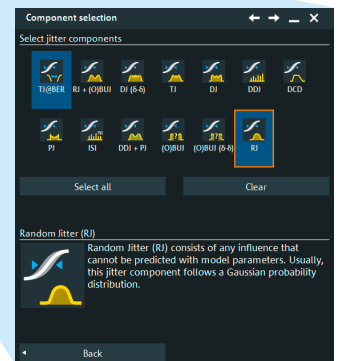 Component selection
Select jitter components
TJ@BER RJ + (O)BUJ DJ (δ-δ) TJ DJ DDJ DCD
PJ ISI DDJ + PJ (O)BUJ (O)BUJ (δ-δ) RJ
Select all Clear
Random Jitter (RJ)
Random Jitter (RJ) consists of any influence that
cannot be predicted with model parameters. Usually,
this jitter component follows a Gaussian probability
distribution.
Back